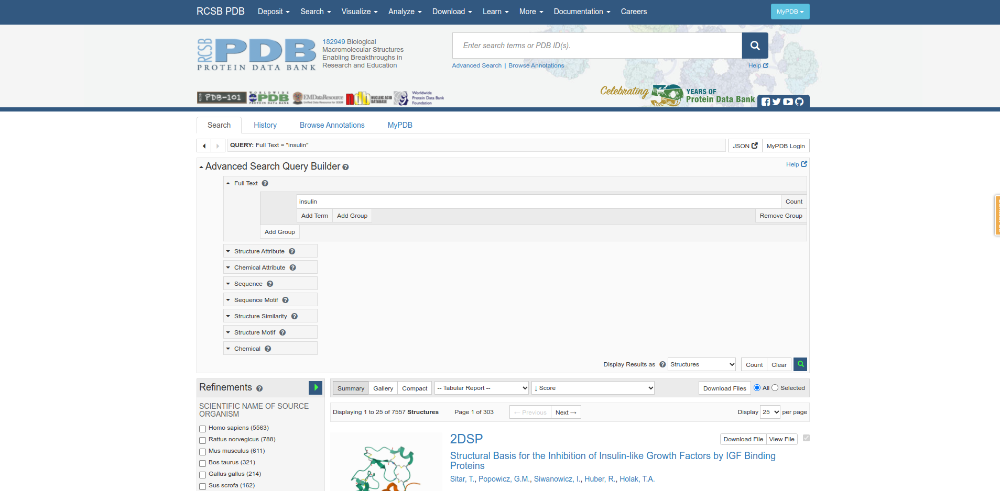 RCSB PDB Deposit Search Visualize Analyze Download Learn More Documentation Careers MyPDB
RCSB PDB
PROTEIN DATA BANK
182949 Biological
Macromolecular Structures
Enabling Breakthroughs in
Research and Education
Enter search terms or PDB ID(s).
Advanced Search | Browse Annotations Help
PDB-101
WORLDWIDE
PDB
PROTEIN DATA BANK
EMDataResource
Unified Data Resource for 3DEM
ndb NUCLEIC ACID
DATABASE
Worldwide
Protein Data Bank
Foundation
Celebrating YEARS OF
Protein Data Bank
Search History Browse Annotations MyPDB
QUERY: Full Text = "insulin" JSON MyPDB Login
Advanced Search Query Builder Help
Full Text
insulin Count
Add Term Add Group Remove Group
Add Group
Structure Attribute
Chemical Attribute
Sequence
Sequence Motif
Structure Similarity
Structure Motif
Chemical
Display Results as Structures Count Clear
Refinements
Summary Gallery Compact -- Tabular Report -- ↓ Score Download Files All Selected
SCIENTIFIC NAME OF SOURCE
ORGANISM
Homo sapiens (5563)
Rattus norvegicus (788)
Mus musculus (611)
Bos taurus (321)
Gallus gallus (214)
Sus scrofa (162)
Displaying 1 to 25 of 7557 Structures Page 1 of 303 ← Previous Next → Display 25 per page
2DSP Download File View File
Structural Basis for the Inhibition of Insulin-like Growth Factors by IGF Binding
Proteins
Sitar, T., Popowicz, G.M., Siwanowicz, I., Huber, R., Holak, T.A.